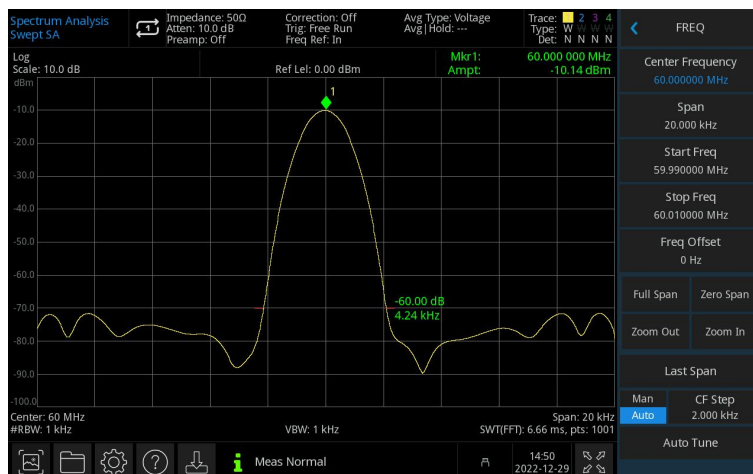 Spectrum Analysis
Swept SA
1
Impedance: 50Ω
Atten: 10.0 dB
Preamp: Off
Correction: Off
Trig: Free Run
Freq Ref: In
Avg Type: Voltage
Avg|Hold: ---
Trace: 1 2 3 4
Type: W W W W
Det: N N N N
Log
Scale: 10.0 dB
Ref Lel: 0.00 dBm
Mkr1: 60.000 000 MHz
Ampt: -10.14 dBm
dBm
1
-10.0
-20.0
-30.0
-40.0
-50.0
-60.0
-70.0
-80.0
-90.0
-100.0
-60.00 dB
4.24 kHz
Center: 60 MHz
#RBW: 1 kHz
VBW: 1 kHz
Span: 20 kHz
SWT(FFT): 6.66 ms, pts: 1001
Meas Normal
14:50
2022-12-29
FREQ
Center Frequency
60.000000 MHz
Span
20.000 kHz
Start Freq
59.990000 MHz
Stop Freq
60.010000 MHz
Freq Offset
0 Hz
Full Span
Zero Span
Zoom Out
Zoom In
Last Span
Man
Auto
CF Step
2.000 kHz
Auto Tune